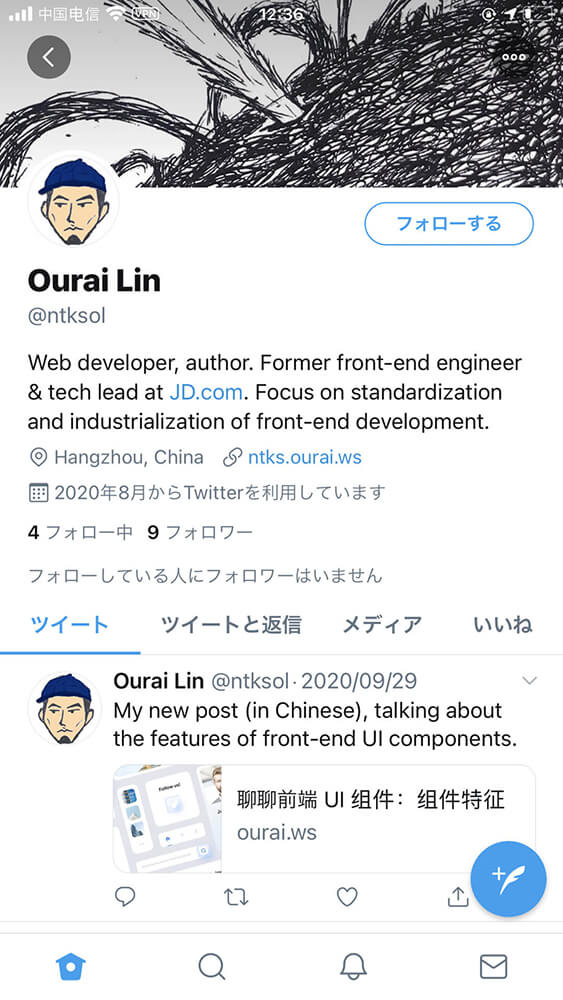 中国电信 VPN 12:36
フォローする
Ourai Lin
@ntksol
Web developer, author. Former front-end engineer
& tech lead at JD.com. Focus on standardization
and industrialization of front-end development.
Hangzhou, China ntks.ourai.ws
2020年8月からTwitterを利用しています
4 フォロー中 9 フォロワー
フォローしている人にフォロワーはいません
ツイート ツイートと返信 メディア いいね
Ourai Lin @ntksol · 2020/09/29
My new post (in Chinese), talking about
the features of front-end UI components.
Follow us!
聊聊前端 UI 组件：组件特征
ourai.ws